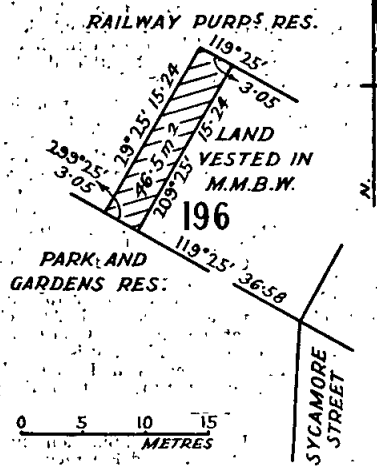 RAILWAY PURPS RES.
119°25'
3·05
29°25' 15·24
46·5m2
209°25' 15·24
LAND
VESTED IN
M.M.B.W.
N.
299°25'
3·05
196
119°25' 36·58
PARK AND
GARDENS RES.
SYCAMORE
STREET
0 5 10 15
METRES